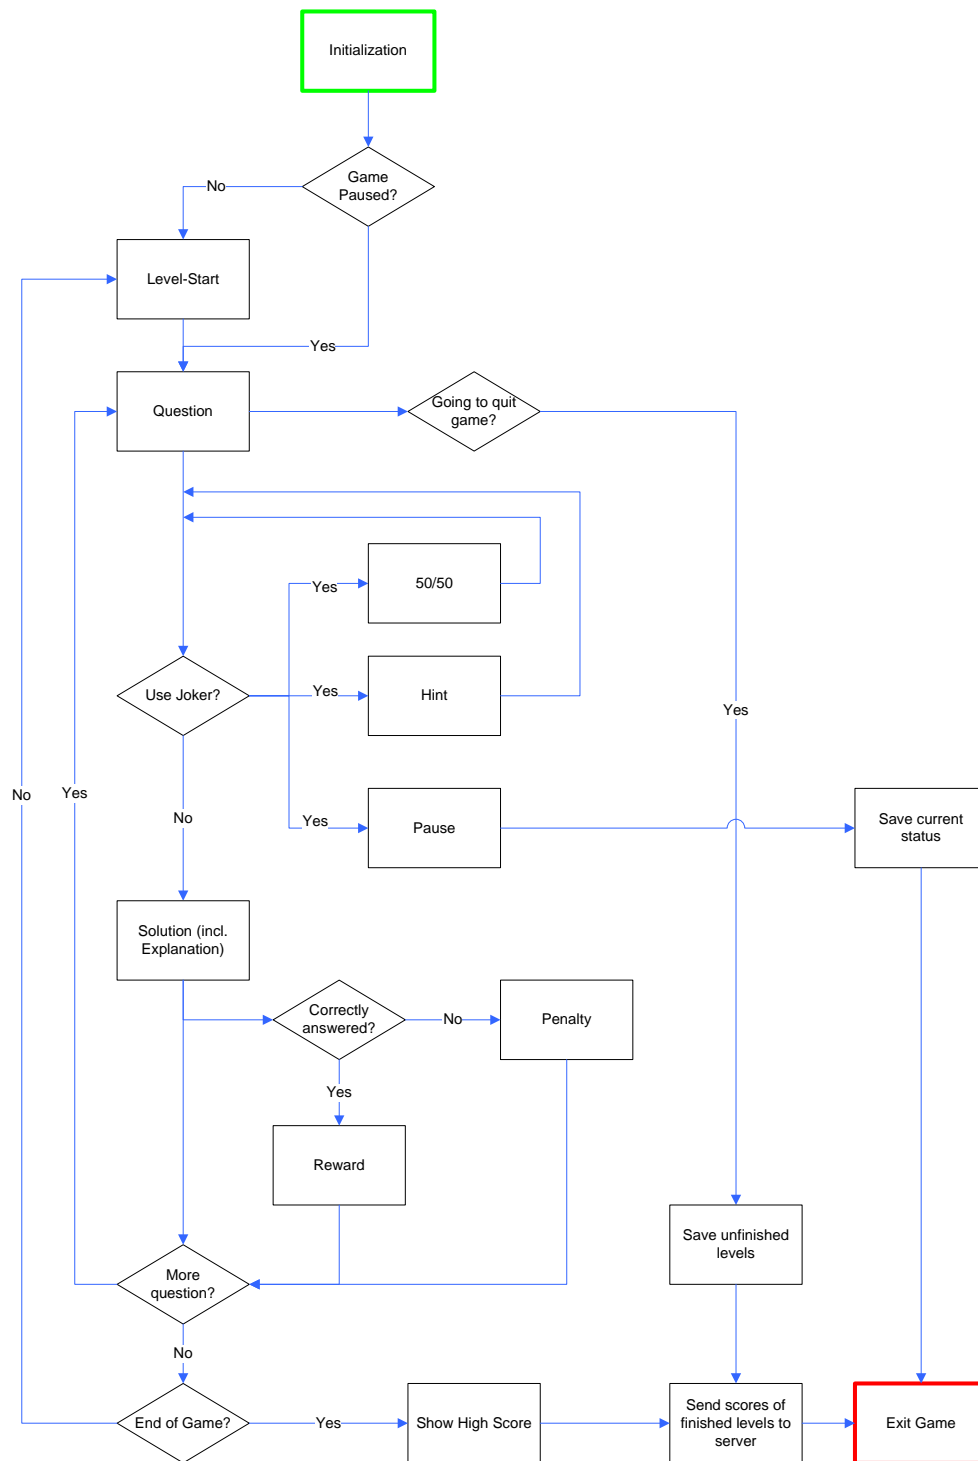 Initialization
Game
Paused?
No
Level-Start
Yes
Question
Going to quit
game?
Yes
50/50
Use Joker?
Yes
Hint
Yes
No
Yes
No
Yes
Pause
Save current
status
Solution (incl.
Explanation)
Correctly
answered?
No
Penalty
Yes
Reward
Save unfinished
levels
More
question?
No
End of Game?
Yes
Show High Score
Send scores of
finished levels to
server
Exit Game